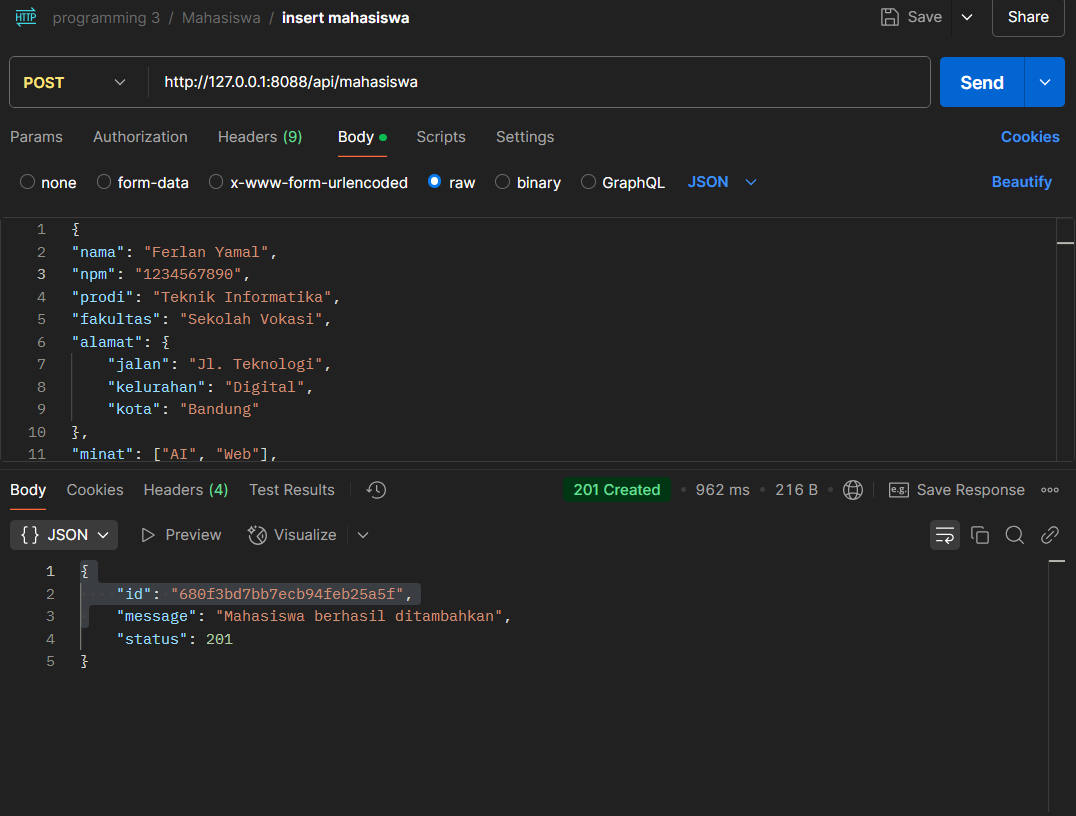 HTTP programming 3 / Mahasiswa / insert mahasiswa Save Share
POST http://127.0.0.1:8088/api/mahasiswa Send
Params Authorization Headers (9) Body Scripts Settings Cookies
none form-data x-www-form-urlencoded raw binary GraphQL JSON Beautify
1 {
2 "nama": "Ferlan Yamal",
3 "npm": "1234567890",
4 "prodi": "Teknik Informatika",
5 "fakultas": "Sekolah Vokasi",
6 "alamat": {
7 "jalan": "Jl. Teknologi",
8 "kelurahan": "Digital",
9 "kota": "Bandung"
10 },
11 "minat": ["AI", "Web"],
Body Cookies Headers (4) Test Results 201 Created • 962 ms • 216 B • e.g. Save Response
{} JSON Preview Visualize
1 {
2 "id": "680f3bd7bb7ecb94feb25a5f",
3 "message": "Mahasiswa berhasil ditambahkan",
4 "status": 201
5 }